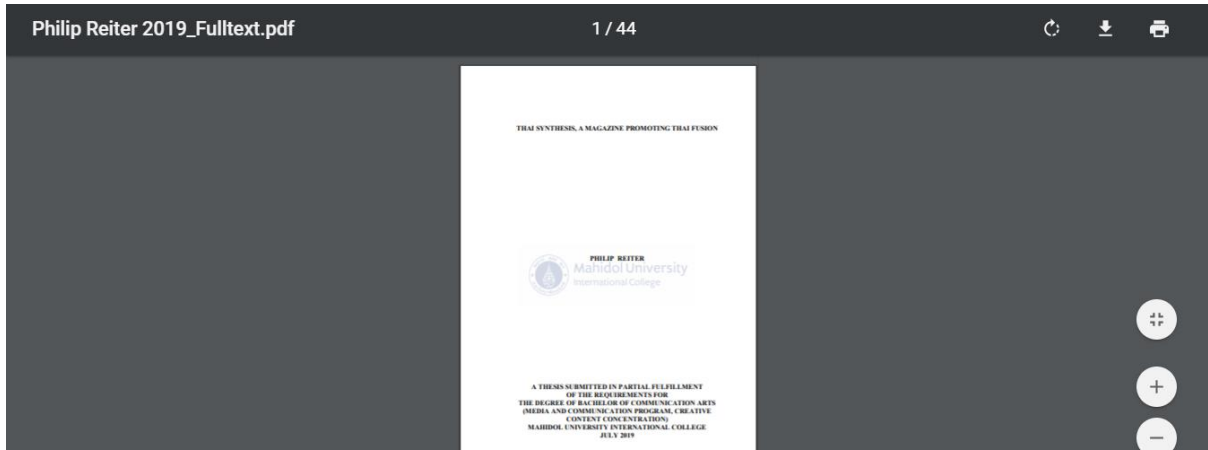 Philip Reiter 2019_Fulltext.pdf
1 / 44
THAI SYNTHESIS, A MAGAZINE PROMOTING THAI FUSION
PHILIP REITER
Mahidol University
International College
A THESIS SUBMITTED IN PARTIAL FULFILLMENT
OF THE REQUIREMENTS FOR
THE DEGREE OF BACHELOR OF COMMUNICATION ARTS
(MEDIA AND COMMUNICATION PROGRAM, CREATIVE
CONTENT CONCENTRATION)
MAHIDOL UNIVERSITY INTERNATIONAL COLLEGE
JULY 2019